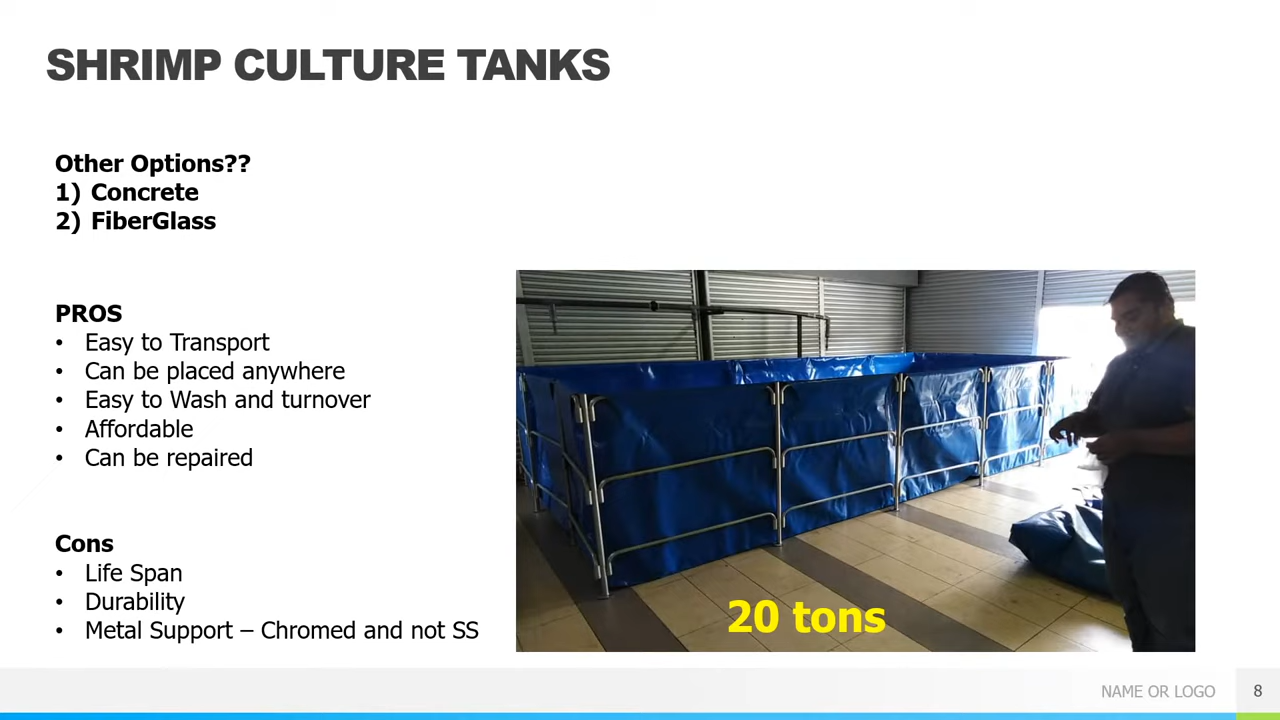 SHRIMP CULTURE TANKS
Other Options??
1) Concrete
2) FiberGlass
PROS
• Easy to Transport
• Can be placed anywhere
• Easy to Wash and turnover
• Affordable
• Can be repaired
Cons
• Life Span
• Durability
• Metal Support – Chromed and not SS
20 tons
NAME OR LOGO
8